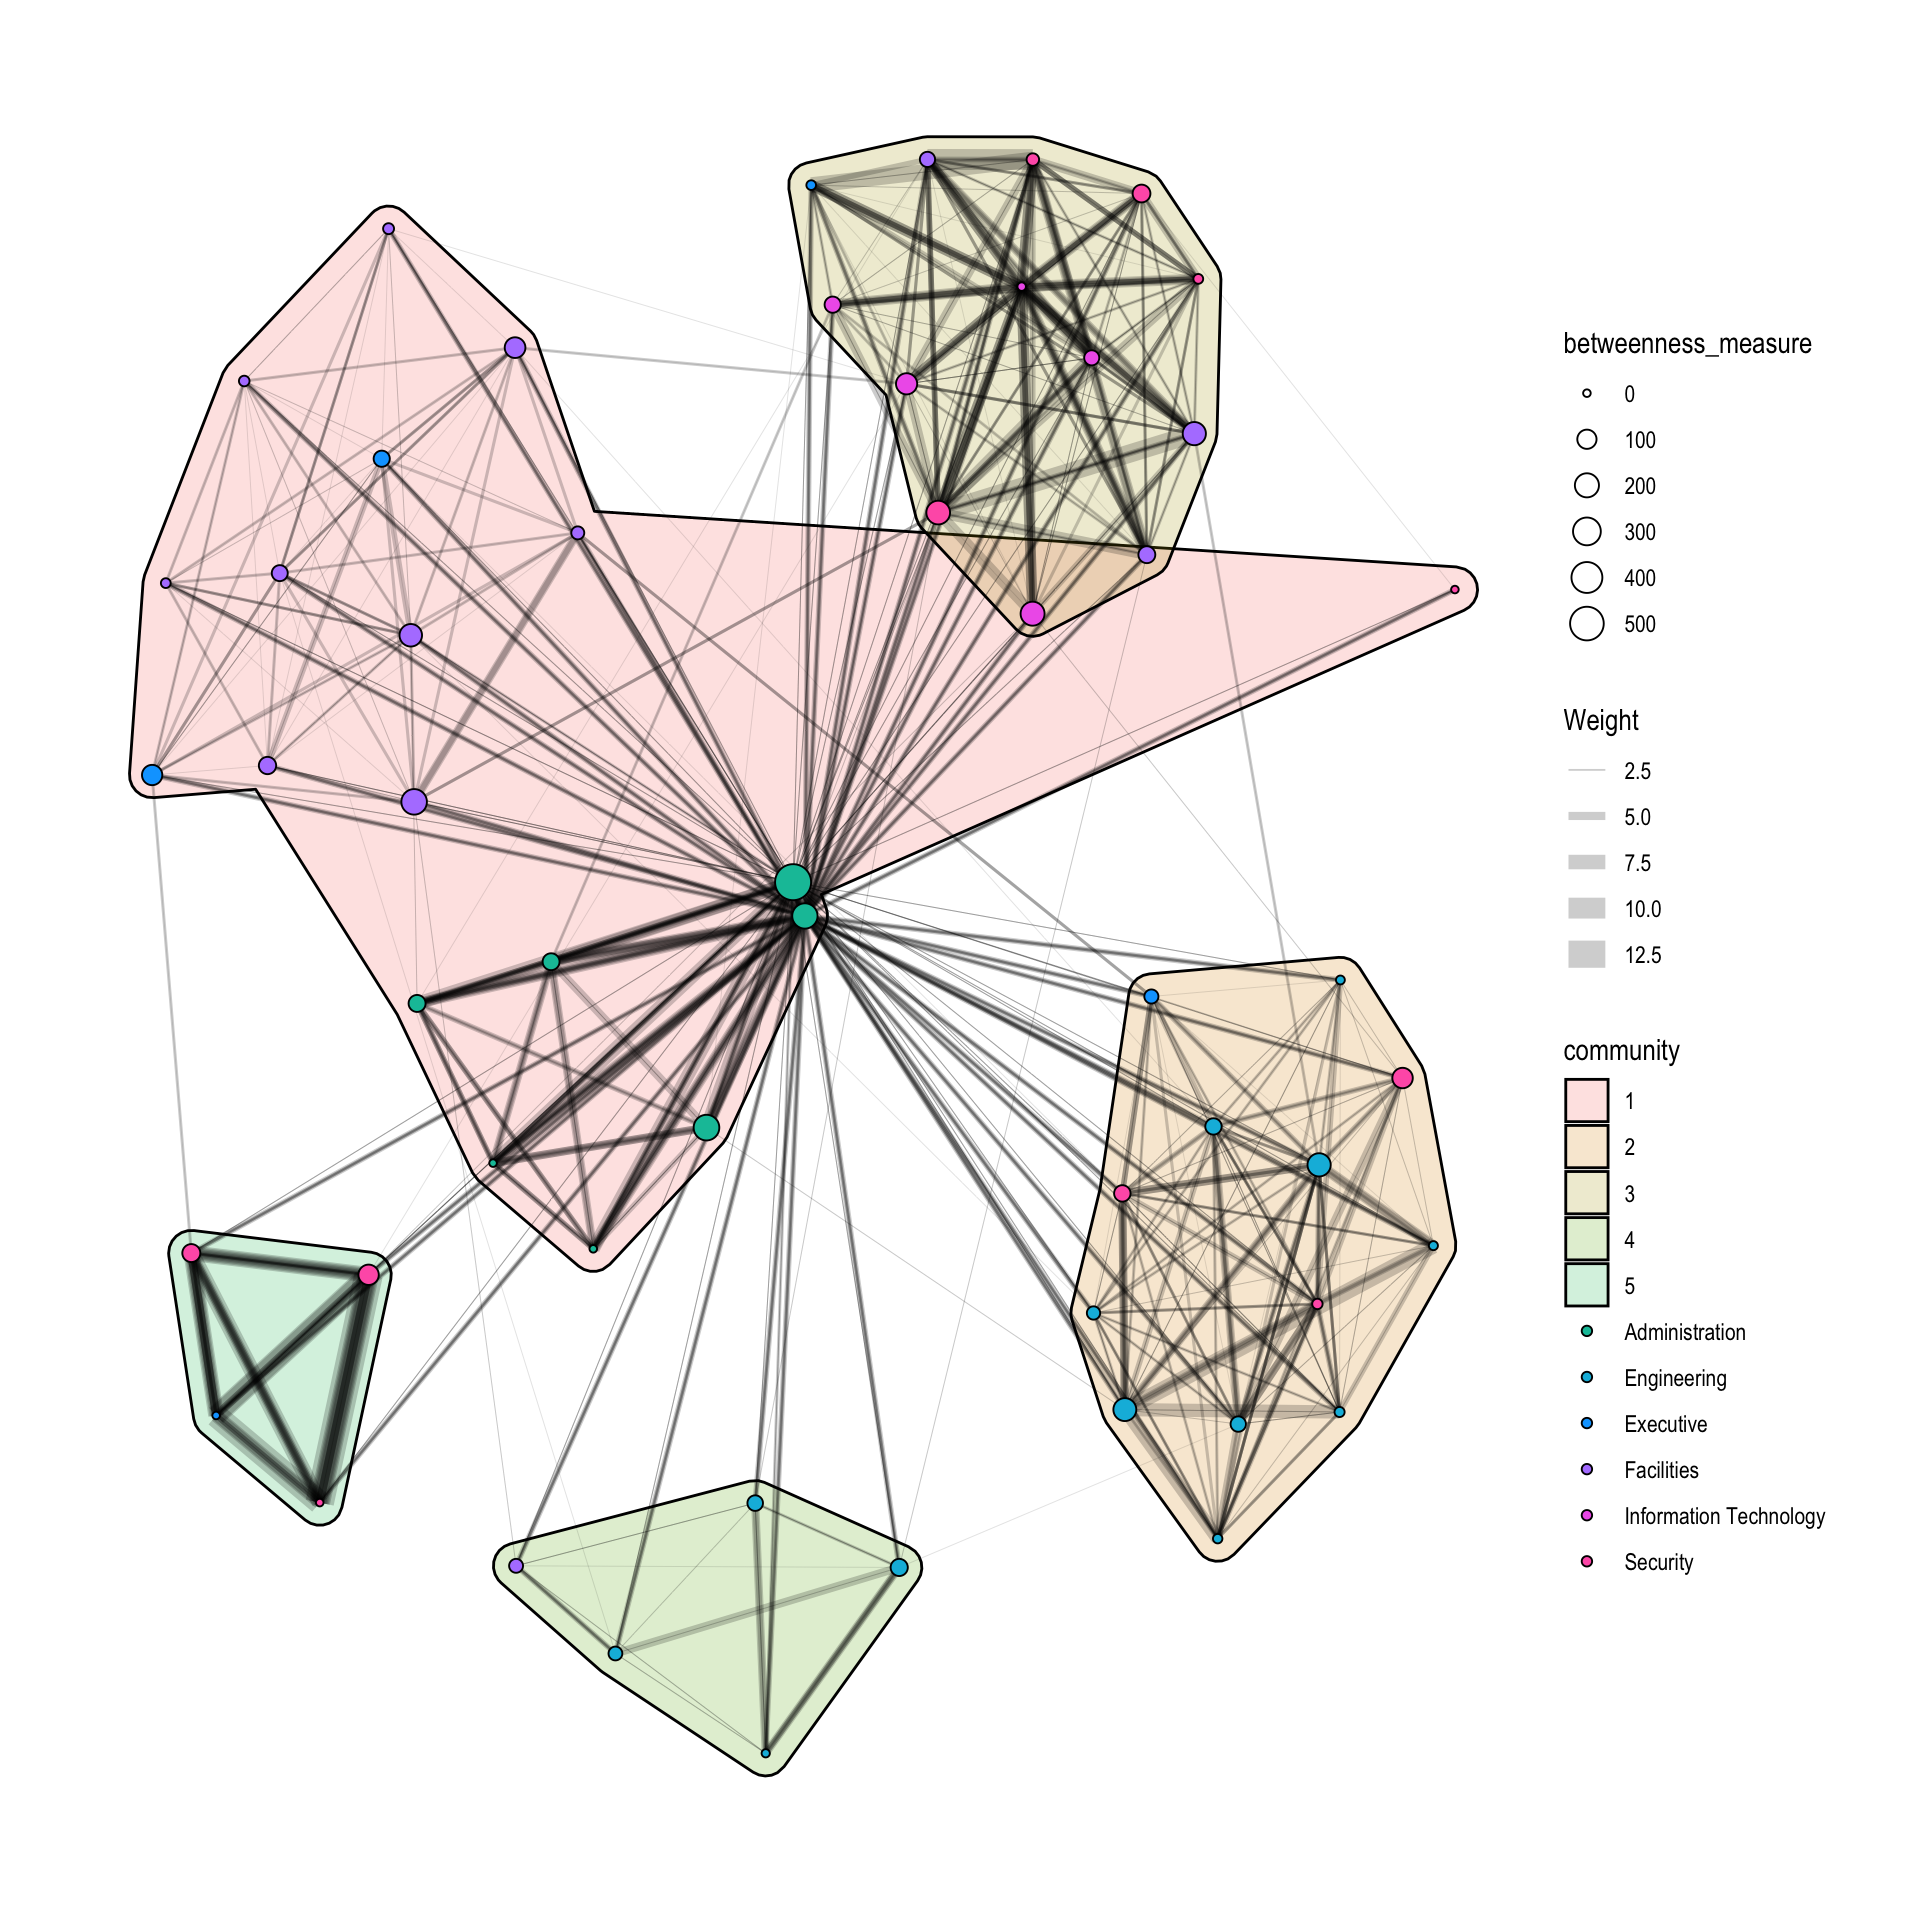 betweenness_measure
0
100
200
300
400
500
Weight
2.5
5.0
7.5
10.0
12.5
community
1
2
3
4
5
Administration
Engineering
Executive
Facilities
Information Technology
Security